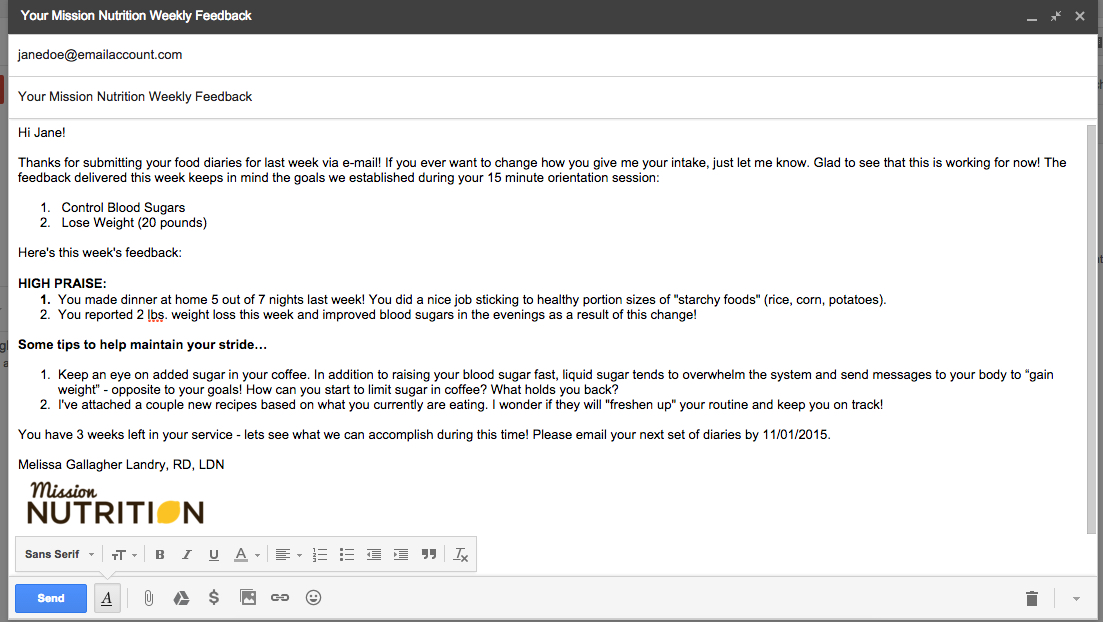 Your Mission Nutrition Weekly Feedback
janedoe@emailaccount.com
Your Mission Nutrition Weekly Feedback
Hi Jane!
Thanks for submitting your food diaries for last week via e-mail! If you ever want to change how you give me your intake, just let me know. Glad to see that this is working for now! The
feedback delivered this week keeps in mind the goals we established during your 15 minute orientation session:
1. Control Blood Sugars
2. Lose Weight (20 pounds)
Here's this week's feedback:
HIGH PRAISE:
1. You made dinner at home 5 out of 7 nights last week! You did a nice job sticking to healthy portion sizes of "starchy foods" (rice, corn, potatoes).
2. You reported 2 lbs. weight loss this week and improved blood sugars in the evenings as a result of this change!
Some tips to help maintain your stride…
1. Keep an eye on added sugar in your coffee. In addition to raising your blood sugar fast, liquid sugar tends to overwhelm the system and send messages to your body to “gain
weight” - opposite to your goals! How can you start to limit sugar in coffee? What holds you back?
2. I've attached a couple new recipes based on what you currently are eating. I wonder if they will "freshen up" your routine and keep you on track!
You have 3 weeks left in your service - lets see what we can accomplish during this time! Please email your next set of diaries by 11/01/2015.
Melissa Gallagher Landry, RD, LDN
Mission
NUTRITION
Sans Serif
Send